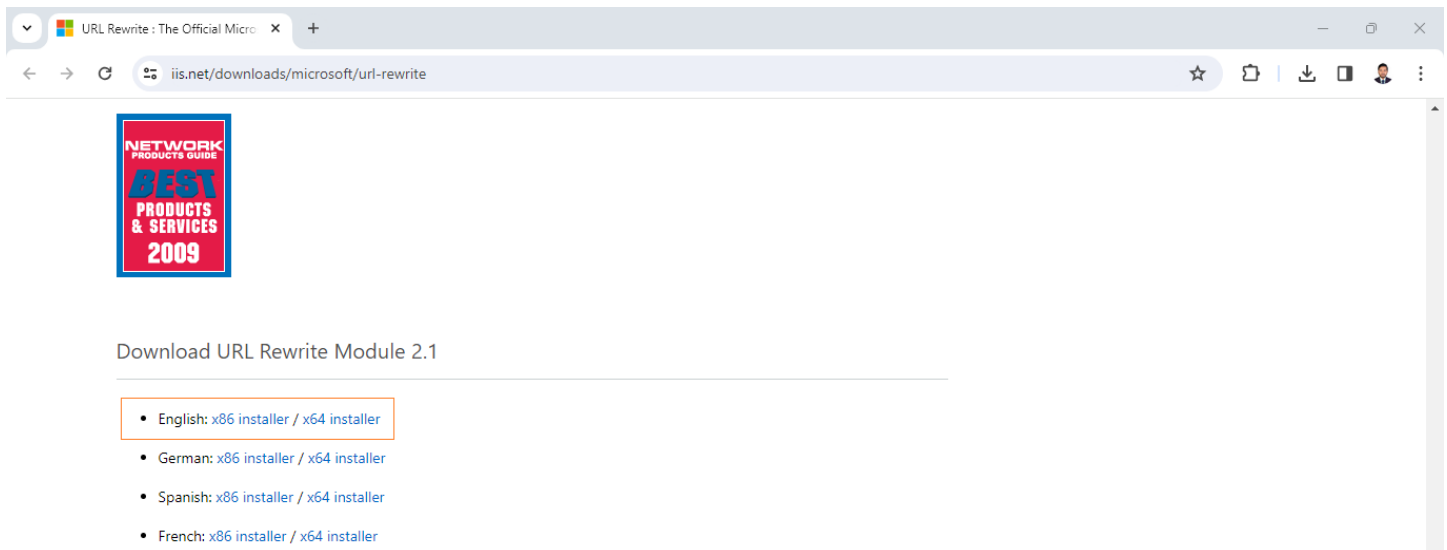 URL Rewrite : The Official Micro
iis.net/downloads/microsoft/url-rewrite
NETWORK
PRODUCTS GUIDE
BEST
PRODUCTS
& SERVICES
2009
Download URL Rewrite Module 2.1
• English: x86 installer / x64 installer
• German: x86 installer / x64 installer
• Spanish: x86 installer / x64 installer
• French: x86 installer / x64 installer